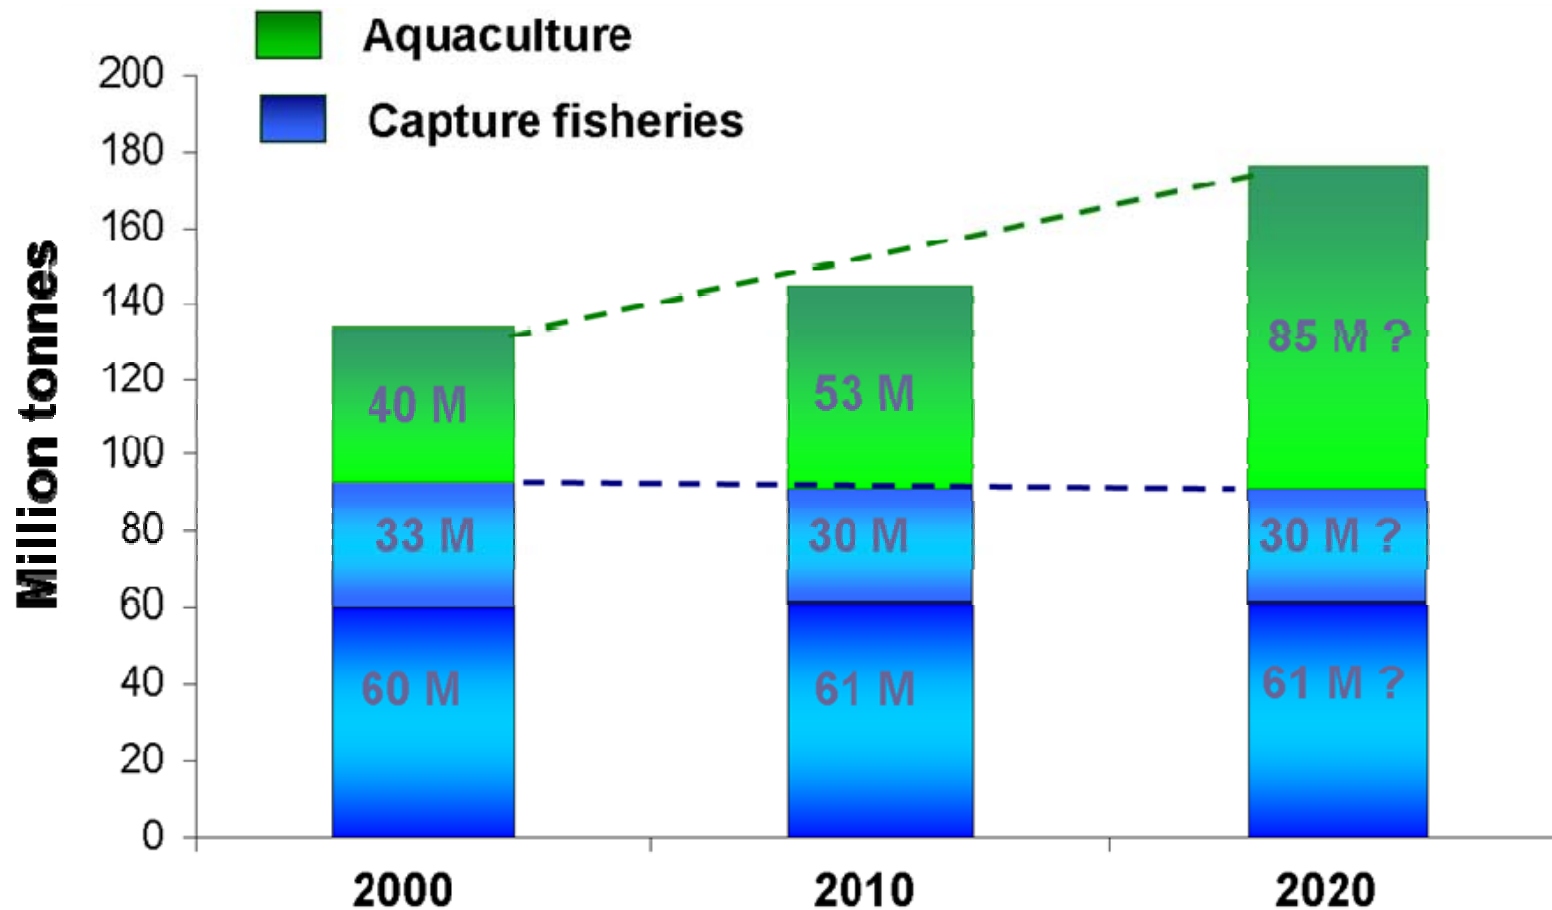 Aquaculture
Capture fisheries
Million tonnes
200
180
160
140
120
100
80
60
40
20
0
40 M
53 M
85 M ?
33 M
30 M
30 M ?
60 M
61 M
61 M ?
2000
2010
2020